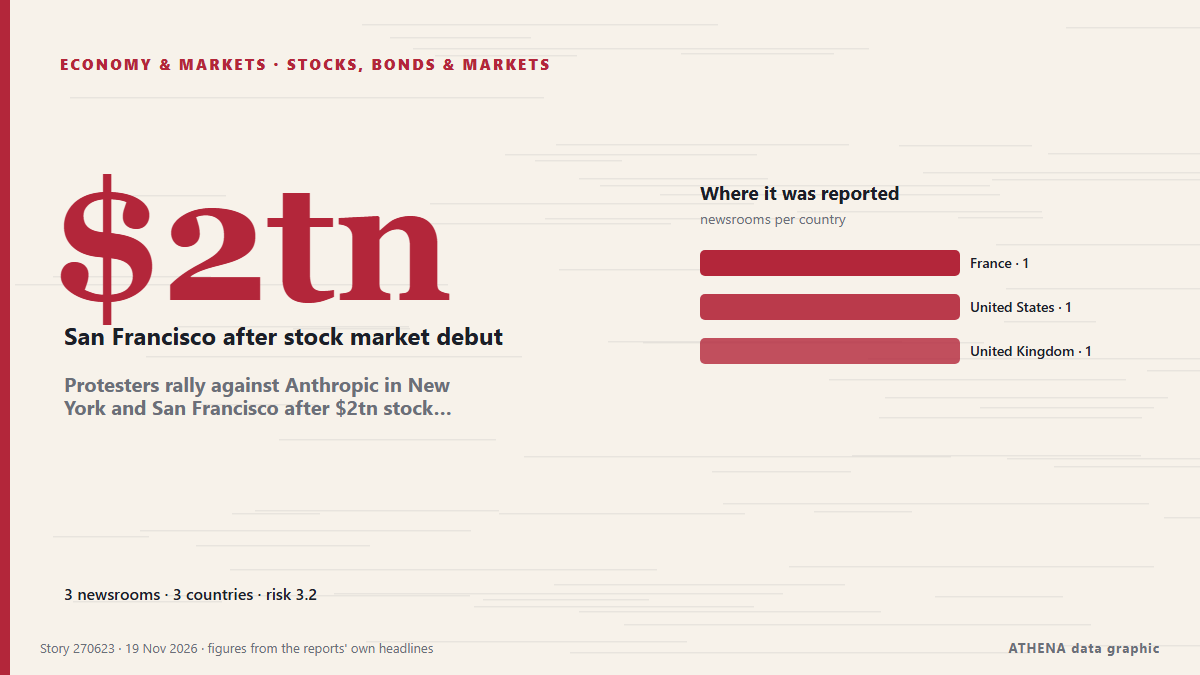 ECONOMY & MARKETS · STOCKS, BONDS & MARKETS
$2tn
San Francisco after stock market debut
Protesters rally against Anthropic in New
York and San Francisco after $2tn stock…
Where it was reported
newsrooms per country
France · 1
United States · 1
United Kingdom · 1
3 newsrooms · 3 countries · risk 3.2
Story 270623 · 19 Nov 2026 · figures from the reports' own headlines
ATHENA data graphic